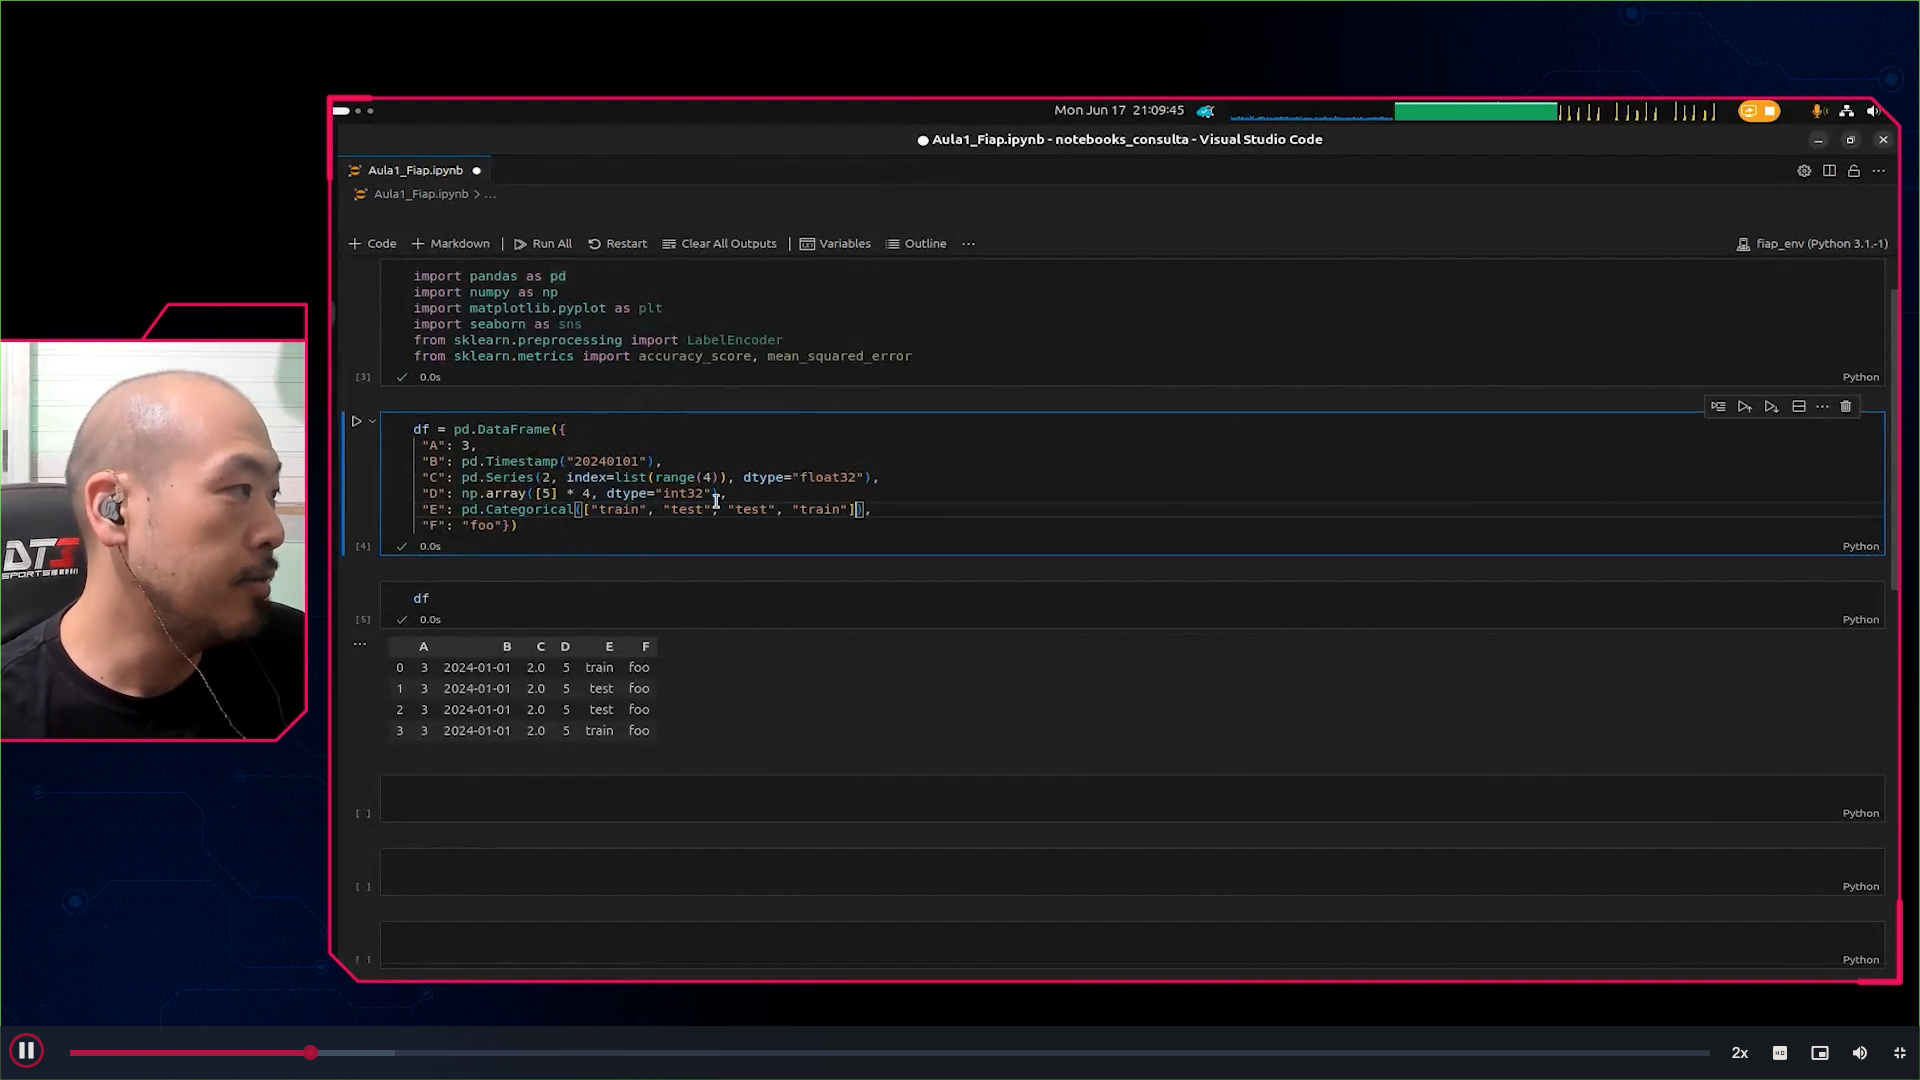 Mon Jun 17 21:09:45
Aula1_Fiap.ipynb - notebooks_consulta - Visual Studio Code
Aula1_Fiap.ipynb
Aula1_Fiap.ipynb > ...
Code Markdown Run All Restart Clear All Outputs Variables Outline ... fiap_env (Python 3.1.-1)
import pandas as pd
import numpy as np
import matplotlib.pyplot as plt
import seaborn as sns
from sklearn.preprocessing import LabelEncoder
from sklearn.metrics import accuracy_score, mean_squared_error
[3] 0.0s Python
df = pd.DataFrame({
"A": 3,
"B": pd.Timestamp("20240101"),
"C": pd.Series(2, index=list(range(4)), dtype="float32"),
"D": np.array([5] * 4, dtype="int32"),
"E": pd.Categorical(["train", "test", "test", "train"]),
"F": "foo"})
[4] 0.0s Python
df
[5] 0.0s Python
A B C D E F
0 3 2024-01-01 2.0 5 train foo
1 3 2024-01-01 2.0 5 test foo
2 3 2024-01-01 2.0 5 test foo
3 3 2024-01-01 2.0 5 train foo
[ ] Python
[ ] Python
[ ] Python
DT3
SPORTS
2x
HD